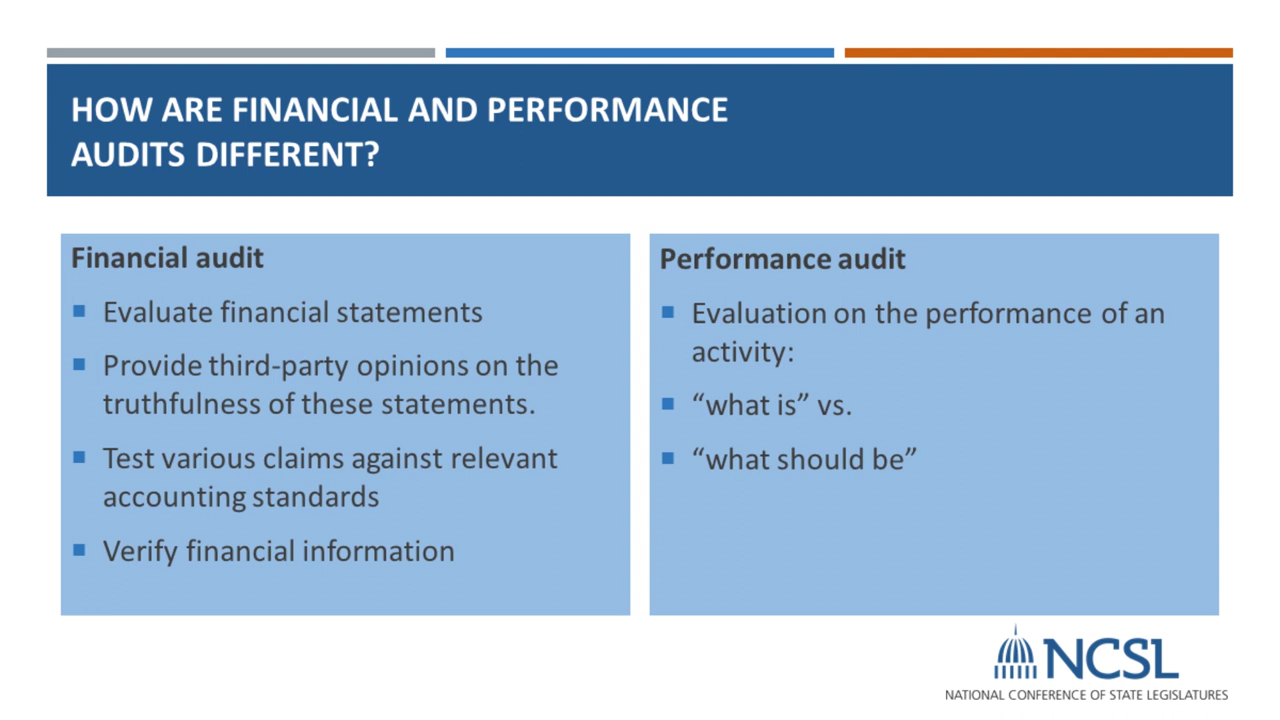 HOW ARE FINANCIAL AND PERFORMANCE
AUDITS DIFFERENT?
Financial audit
Evaluate financial statements
Provide third-party opinions on the
truthfulness of these statements.
Test various claims against relevant
accounting standards
Verify financial information
Performance audit
Evaluation on the performance of an
activity:
“what is” vs.
“what should be”
NCSL
NATIONAL CONFERENCE OF STATE LEGISLATURES